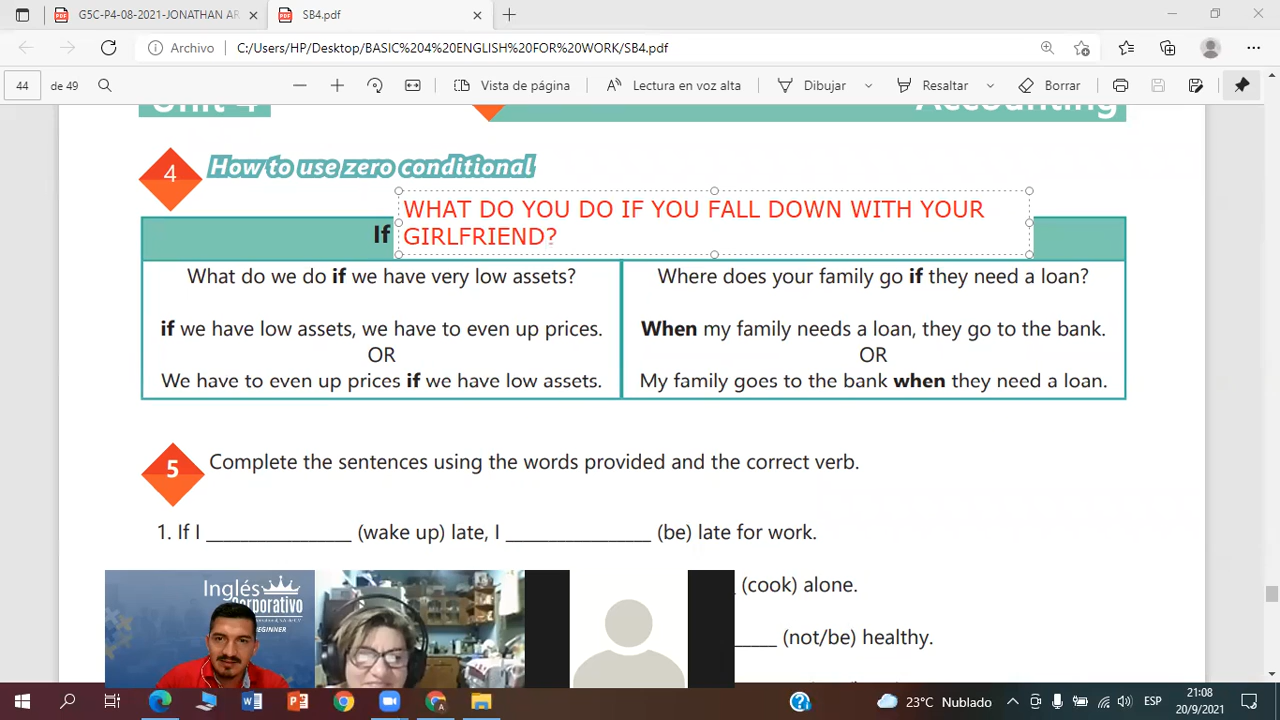 G5C-P4-08-2021-JONATHAN AR
SB4.pdf
Archivo
C:/Users/HP/Desktop/BASIC%204%20ENGLISH%20FOR%20WORK/SB4.pdf
44
de 49
Vista de página
Lectura en voz alta
Dibujar
Resaltar
Borrar
Unit 4
Accounting
4
How to use zero conditional
If
WHAT DO YOU DO IF YOU FALL DOWN WITH YOUR
GIRLFRIEND?
What do we do if we have very low assets?
if we have low assets, we have to even up prices.
OR
We have to even up prices if we have low assets.
Where does your family go if they need a loan?
When my family needs a loan, they go to the bank.
OR
My family goes to the bank when they need a loan.
5
Complete the sentences using the words provided and the correct verb.
1. If I ________________ (wake up) late, I ________________ (be) late for work.
(cook) alone.
(not/be) healthy.
Inglés
Corporativo
23°C Nublado
ESP
21:08
20/9/2021